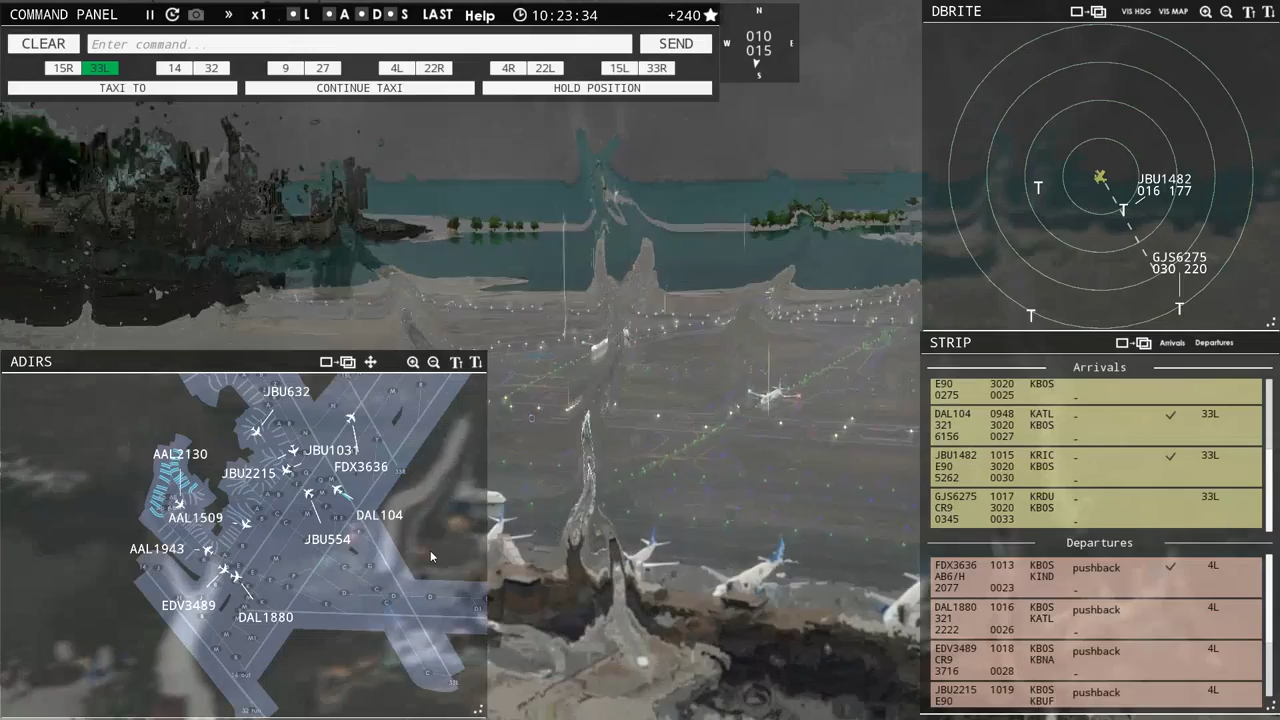 COMMAND PANEL » x1 L A D S LAST Help 10:23:34 +240
CLEAR Enter command... SEND
15R 33L 14 32 9 27 4L 22R 4R 22L 15L 33R
TAXI TO CONTINUE TAXI HOLD POSITION
N
W 010 E
015
S
DBRITE VIS HDG VIS MAP
JBU1482
016 177
T
T
GJS6275
030 220
T
T
ADIRS
JBU632
JBU1031
AAL2130
JBU2215
FDX3636
AAL1509
DAL104
JBU554
AAL1943
EDV3489
DAL1880
STRIP Arrivals Departures
Arrivals
E90 3020 KBOS
0275 0025 -
DAL104 0948 KATL - 33L
321 3020 KBOS
6156 0027 -
JBU1482 1015 KRIC - 33L
E90 3020 KBOS
5262 0030 -
GJS6275 1017 KRDU - 33L
CR9 3020 KBOS
0345 0033 -
Departures
FDX3636 1013 KBOS pushback 4L
AB6/H KIND
2077 0023 -
DAL1880 1016 KBOS pushback 4L
321 KATL
2222 0026 -
EDV3489 1018 KBOS pushback 4L
CR9 KBNA
3716 0028 -
JBU2215 1019 KBOS pushback 4L
E90 KBUF